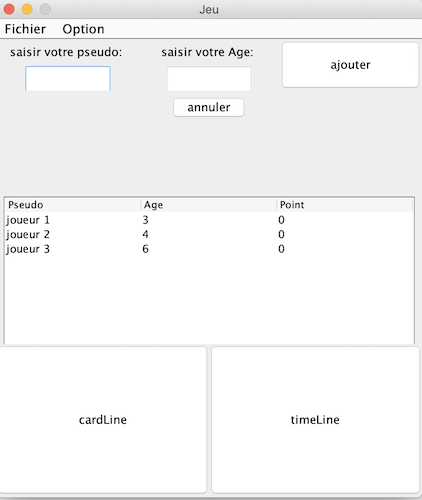 Jeu
Fichier Option
saisir votre pseudo: saisir votre Age: ajouter
annuler
Pseudo Age Point
joueur 1 3 0
joueur 2 4 0
joueur 3 6 0
cardLine timeLine